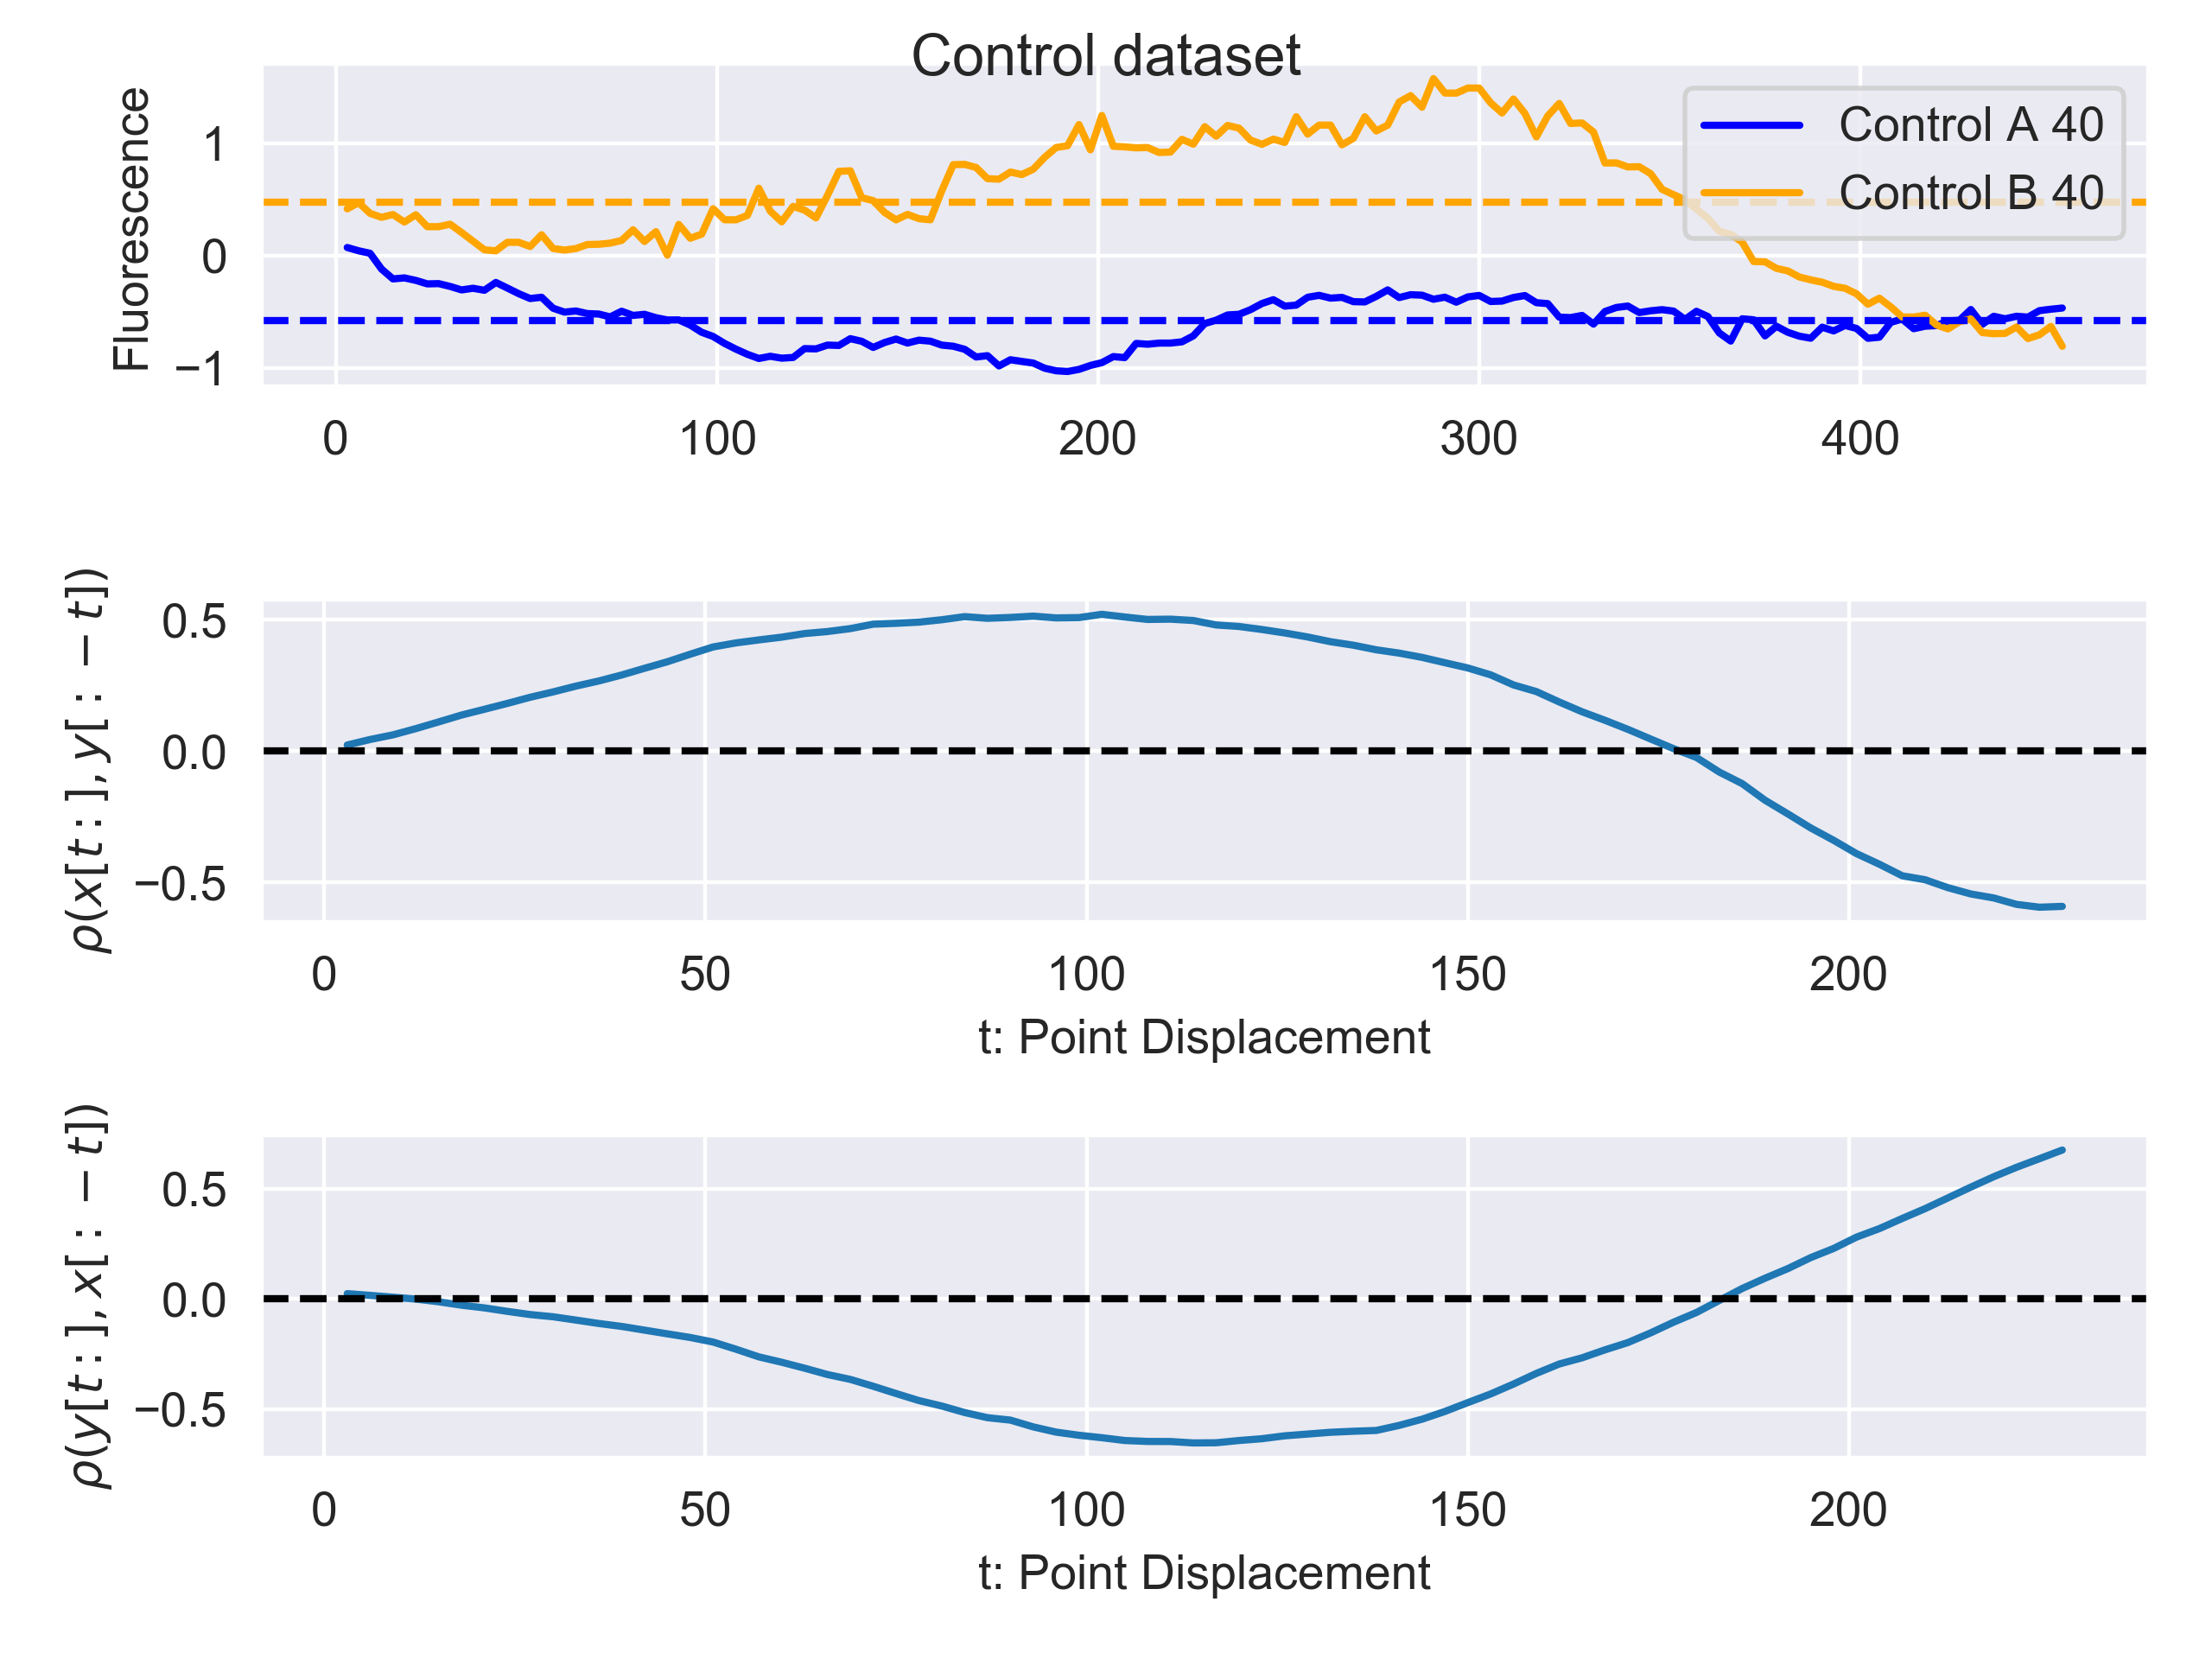 Control dataset
Fluorescence
1
0
−1
Control A 40
Control B 40
0 100 200 300 400
ρ(x[t:], y[: −t])
0.5
0.0
−0.5
0 50 100 150 200
t: Point Displacement
ρ(y[t:], x[: −t])
0.5
0.0
−0.5
0 50 100 150 200
t: Point Displacement